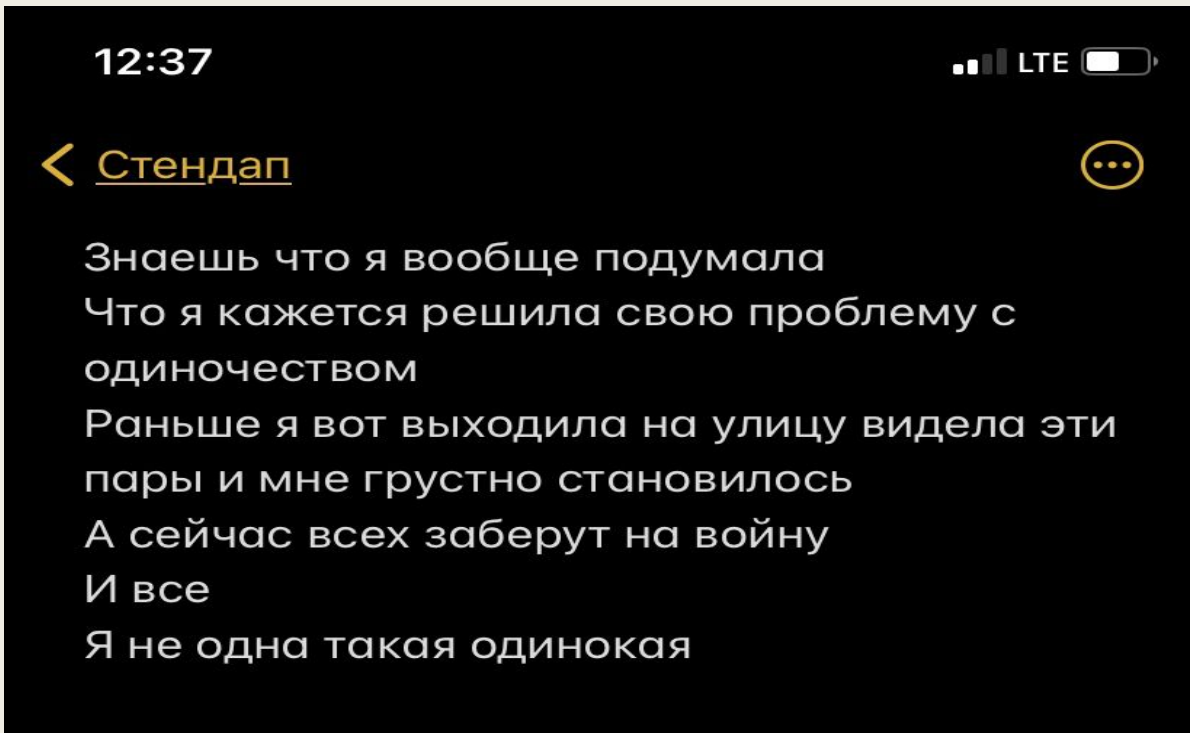 12:37
LTE
Стендап
Знаешь что я вообще подумала
Что я кажется решила свою проблему с
одиночеством
Раньше я вот выходила на улицу видела эти
пары и мне грустно становилось
А сейчас всех заберут на войну
И все
Я не одна такая одинокая